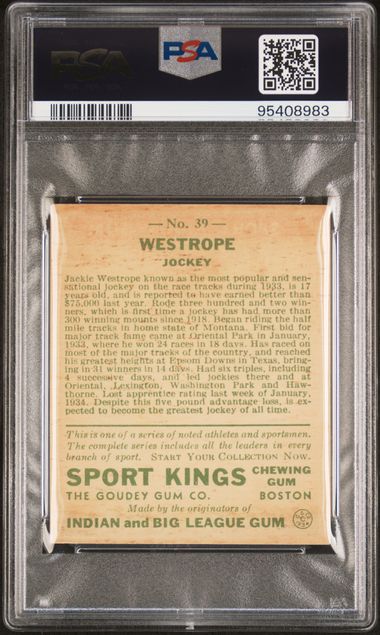 PSA
PSA
95408983
— No. 39 —
WESTROPE
JOCKEY
Jackie Westrope known as the most popular and sen-
sational jockey on the race tracks during 1933, is 17
years old, and is reported to have earned better than
$75,000 last year. Rode three hundred and two win-
ners, which is first time a jockey has had more than
300 winning mounts since 1918. Began riding the half
mile tracks in home state of Montana. First bid for
major track fame came at Oriental Park in January,
1933, where he won 24 races in 18 days. Has raced on
most of the major tracks of the country, and reached
his greatest heights at Epsom Downs in Texas, bring-
ing in 31 winners in 14 days. Had six triples, including
4 successive days, and led jockies there and at
Oriental, Lexington, Washington Park and Haw-
thorne. Lost apprentice rating last week of January,
1934. Despite this five pound advantage loss, is ex-
pected to become the greatest jockey of all time.
This is one of a series of noted athletes and sportsmen.
The complete series includes all the leaders in every
branch of sport. START YOUR COLLECTION NOW.
SPORT KINGS CHEWING GUM
THE GOUDEY GUM CO. BOSTON
Made by the originators of
INDIAN and BIG LEAGUE GUM